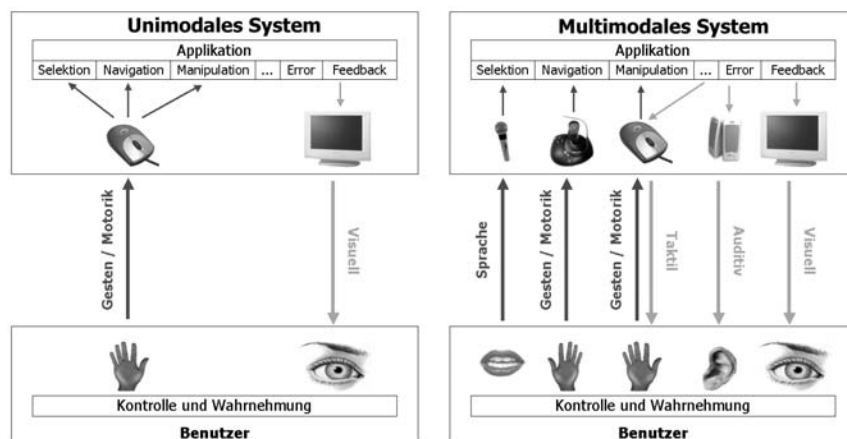 Unimodales System
Applikation
Selektion Navigation Manipulation ... Error Feedback
Gesten / Motorik
Visuell
Kontrolle und Wahrnehmung
Benutzer
Multimodales System
Applikation
Selektion Navigation Manipulation ... Error Feedback
Sprache
Gesten / Motorik
Gesten / Motorik
Taktil
Auditiv
Visuell
Kontrolle und Wahrnehmung
Benutzer